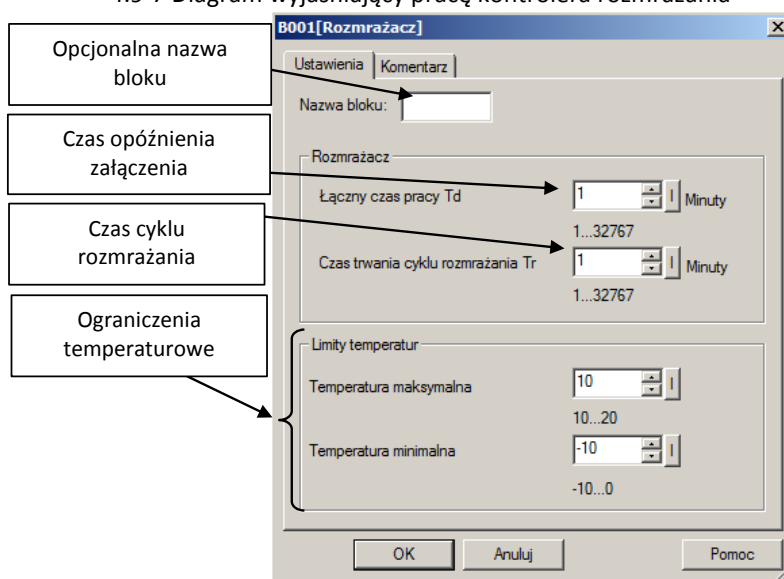 4.5-7 Diagram wyjaśniający pracę kontrolera rozmrażania
B001[Rozmrażacz]
Opcjonalna nazwa
bloku
Ustawienia
Komentarz
Nazwa bloku:
Czas opóźnienia
załączenia
Rozmrażacz
Łączny czas pracy Td
1
I
Minuty
1...32767
Czas cyklu
rozmrażania
Czas trwania cyklu rozmrażania Tr
1
I
Minuty
1...32767
Ograniczenia
temperaturowe
Limity temperatur
Temperatura maksymalna
10
I
10...20
Temperatura minimalna
-10
I
-10...0
OK
Anuluj
Pomoc